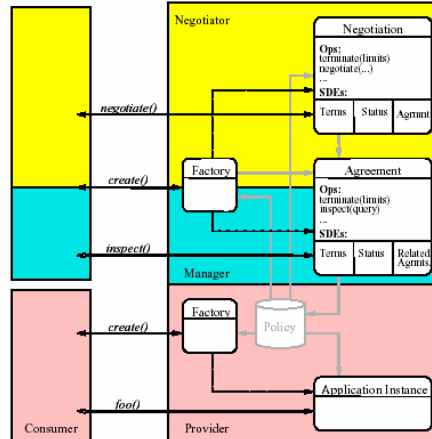 Negotiator
Negotiation
Ops:
terminate(limits)
negotiate(...)
...
SDEs:
Terms
Status
Agrmnt
negotiate()
create()
Factory
Agreement
Ops:
terminate(limits)
inspect(query)
...
SDEs:
Terms
Status
Related
Agrmts.
inspect()
Manager
create()
Factory
Policy
Application Instance
foo()
Consumer
Provider